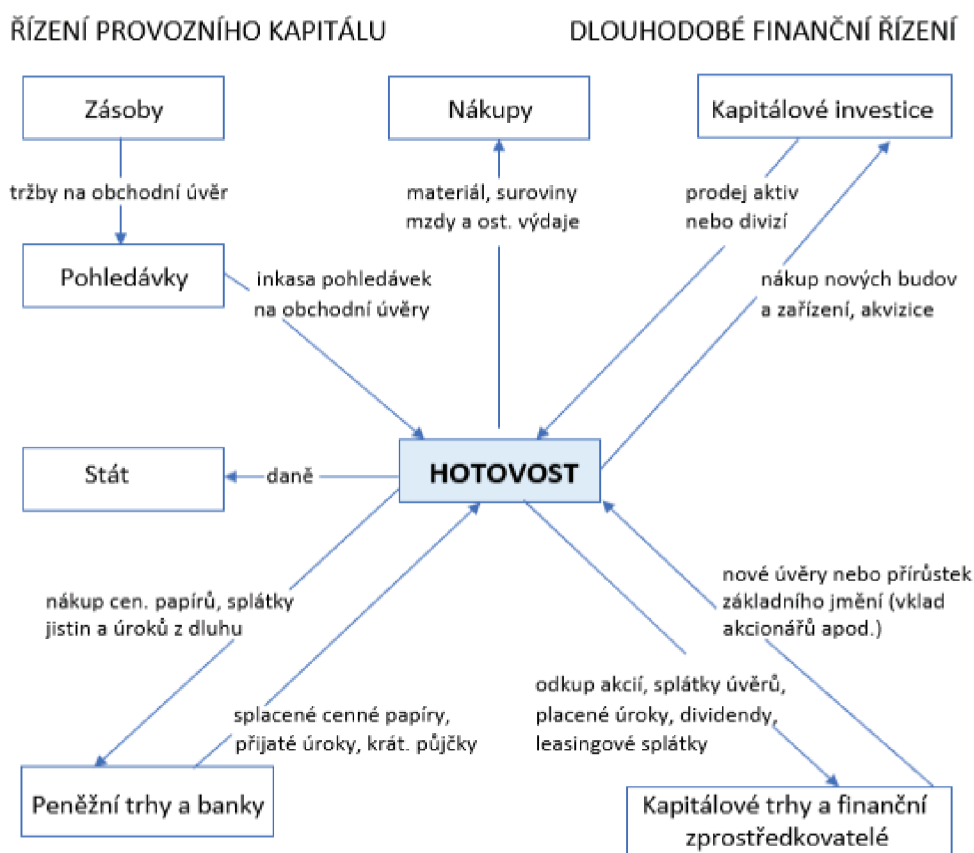 ŘÍZENÍ PROVOZNÍHO KAPITÁLU
DLOUHODOBÉ FINANČNÍ ŘÍZENÍ
Zásoby
Nákupy
Kapitálové investice
tržby na obchodní úvěr
materiál, suroviny
mzdy a ost. výdaje
prodej aktiv
nebo divizí
Pohledávky
inkasa pohledávek
na obchodní úvěry
nákup nových budov
a zařízení, akvizice
Stát
daně
HOTOVOST
nákup cen. papírů, splátky
jistin a úroků z dluhu
nové úvěry nebo přírůstek
základního jmění (vklad
akcionářů apod.)
splacené cenné papíry,
přijaté úroky, krát. půjčky
odkup akcií, splátky úvěrů,
placené úroky, dividendy,
leasingové splátky
Peněžní trhy a banky
Kapitálové trhy a finanční
zprostředkovatelé